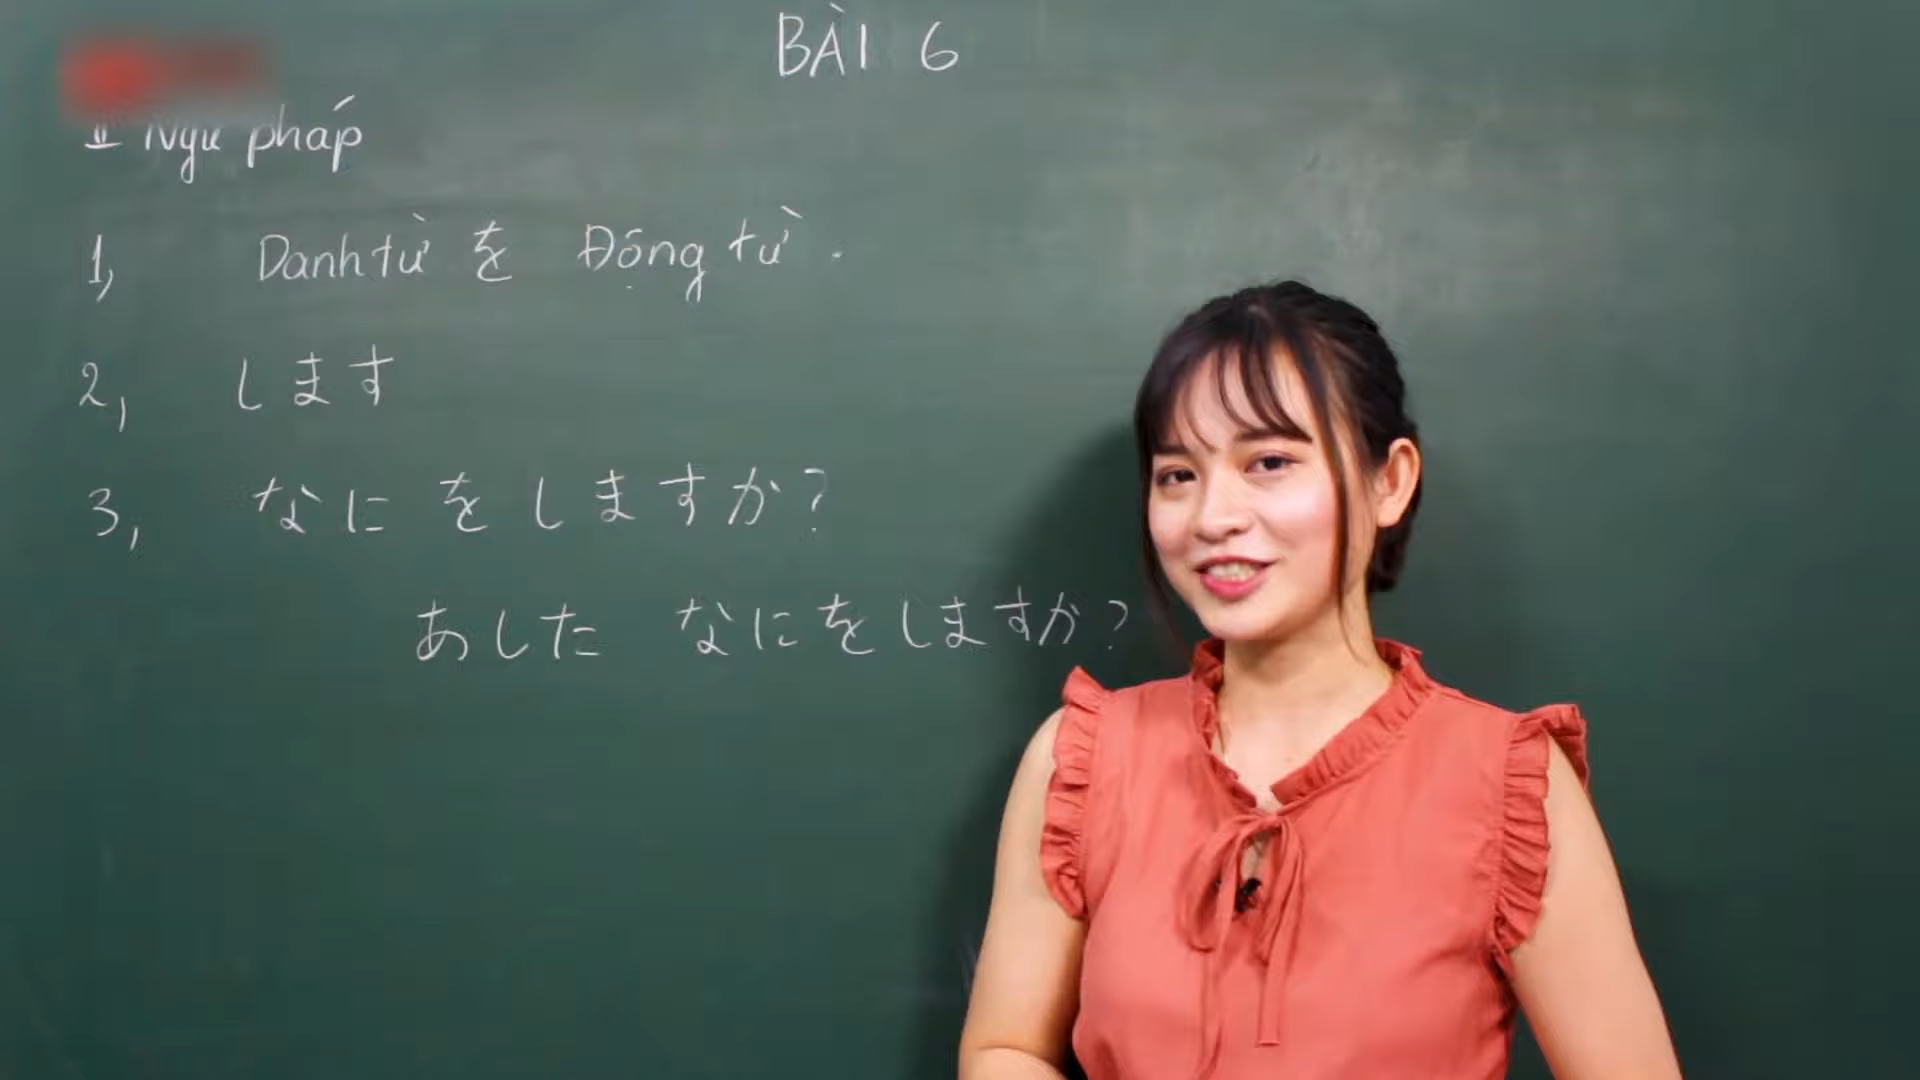 BÀI 6
II Ngữ pháp
1, Danh từ を Động từ.
2, します
3, なにをしますか?
あした なにをしますか?